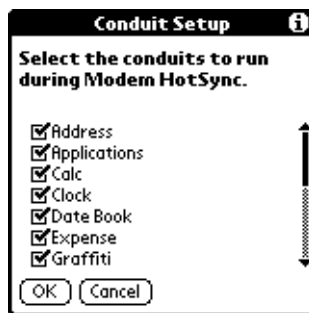 Conduit Setup
Select the conduits to run
during Modem HotSync.
Address
Applications
Calc
Clock
Date Book
Expense
Graffiti
OK Cancel